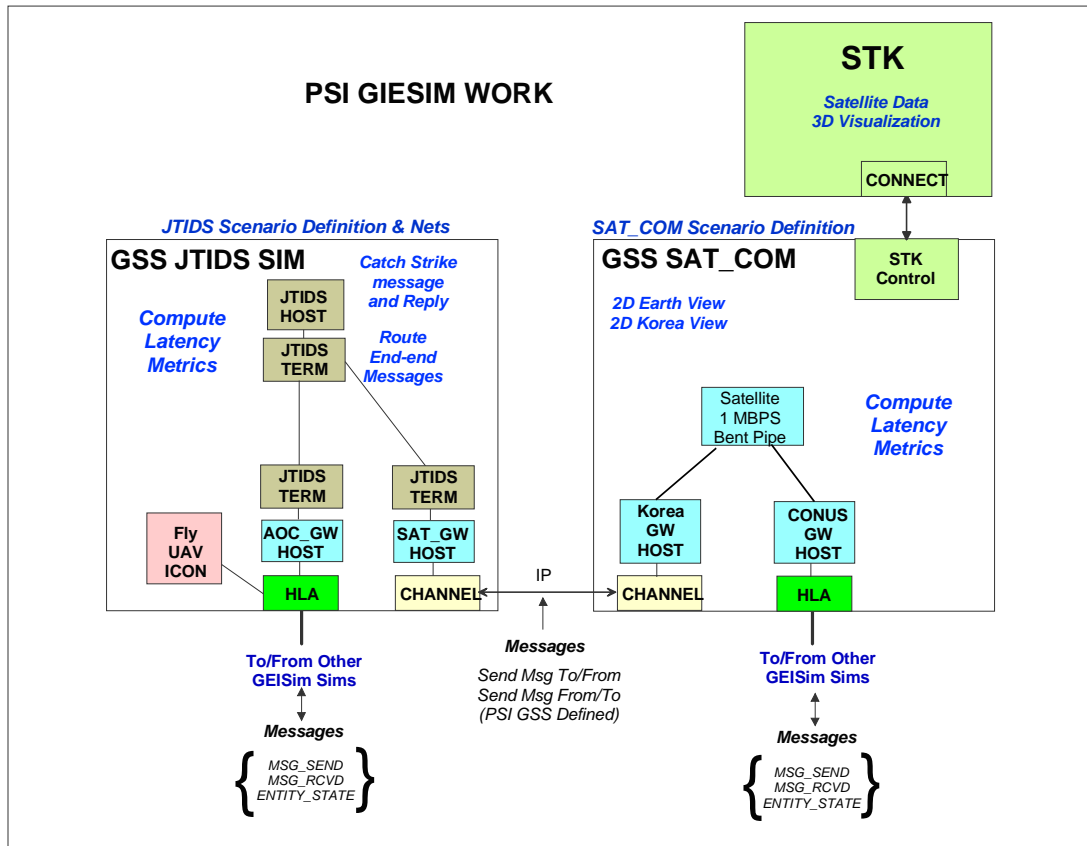 STK
PSI GIESIM WORK
Satellite Data
3D Visualization
CONNECT
JTIDS Scenario Definition & Nets
SAT_COM Scenario Definition
GSS JTIDS SIM
Catch Strike
message
and Reply
JTIDS
HOST
Compute
Latency
Metrics
JTIDS
TERM
Route
End-end
Messages
JTIDS
TERM
JTIDS
TERM
Fly
UAV
ICON
AOC_GW
HOST
SAT_GW
HOST
HLA
CHANNEL
IP
GSS SAT_COM
STK
Control
2D Earth View
2D Korea View
Satellite
1 MBPS
Bent Pipe
Compute
Latency
Metrics
Korea
GW
HOST
CONUS
GW
HOST
CHANNEL
HLA
To/From Other
GEISim Sims
Messages
{ MSG_SEND
MSG_RCVD
ENTITY_STATE }
Messages
Send Msg To/From
Send Msg From/To
(PSI GSS Defined)
To/From Other
GEISim Sims
Messages
{ MSG_SEND
MSG_RCVD
ENTITY_STATE }